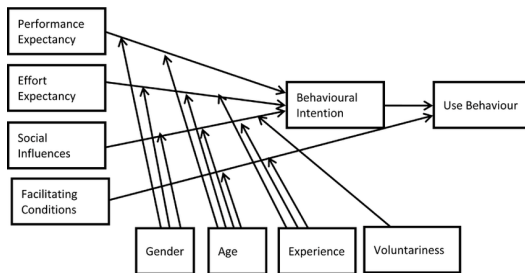 Performance
Expectancy
Effort
Expectancy
Behavioural
Intention
Use Behaviour
Social
Influences
Facilitating
Conditions
Gender
Age
Experience
Voluntariness